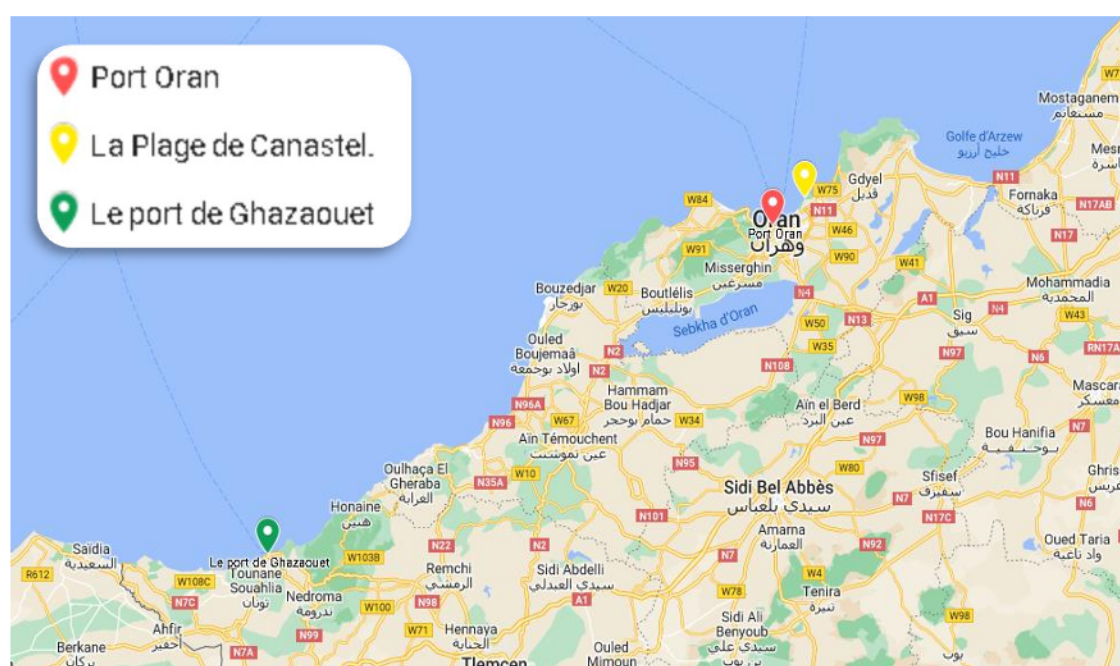 Port Oran
La Plage de Canastel.
Le port de Ghazaouet
W7
Mostaganem
مستغانم
Golfe d'Arzew
خليج أرزيو
Gdyel
ڨديل
W75
N11
Fornaka
فرناكة
N17AB
W84
N11
Oran
Port Oran
وهران
W46
N17
W91
W90
W41
Misserghin
مسرغين
Mohammadia
المحمدية
Bouzedjar
بوزجار
W20
Boutlélis
بوتليليس
N4
A1
N4
Sig
سيق
W43
Sebkha d'Oran
W50
N13
Ouled
Boujemaâ
اولاد بوجمعة
N2
W35
N97
N6
RN17A
N2
N108
Hammam
Bou Hadjar
حمام بوحجر
N96A
W98
Aïn el Berd
عين البرد
N96
W67
W34
Bou Hanifia
بوحنيفية
N7
Aïn Témouchent
عين تموشنت
N97
Oulhaça El
Gheraba
الغرابة
W10
N95
W80
Sfisef
سفيزف
N35A
Sidi Bel Abbès
سيدي بلعباس
N7
N6
Honaine
هنين
N101
N17C
Amarna
العمارنة
Oued Taria
واد تاغية
Saïdia
السعيدية
N22
N2
N92
Le port de Ghazaouet
W103B
N7
R612
W108C
Tounane
Souahlia
تونان
Remchi
الرمشي
Sidi Abdelli
سيدي العبدلي
W4
Tenira
تنيرة
Nedroma
ندرومة
N7C
W100
N98
A1
W78
W98
Sidi Ali
Benyoub
سيدي علي
بن يوب
Ahfir
أحفير
N99
W71
Hennaya
الحناية
Berkane
بركان
N7A
Ouled
Mimoun
Tlemcen